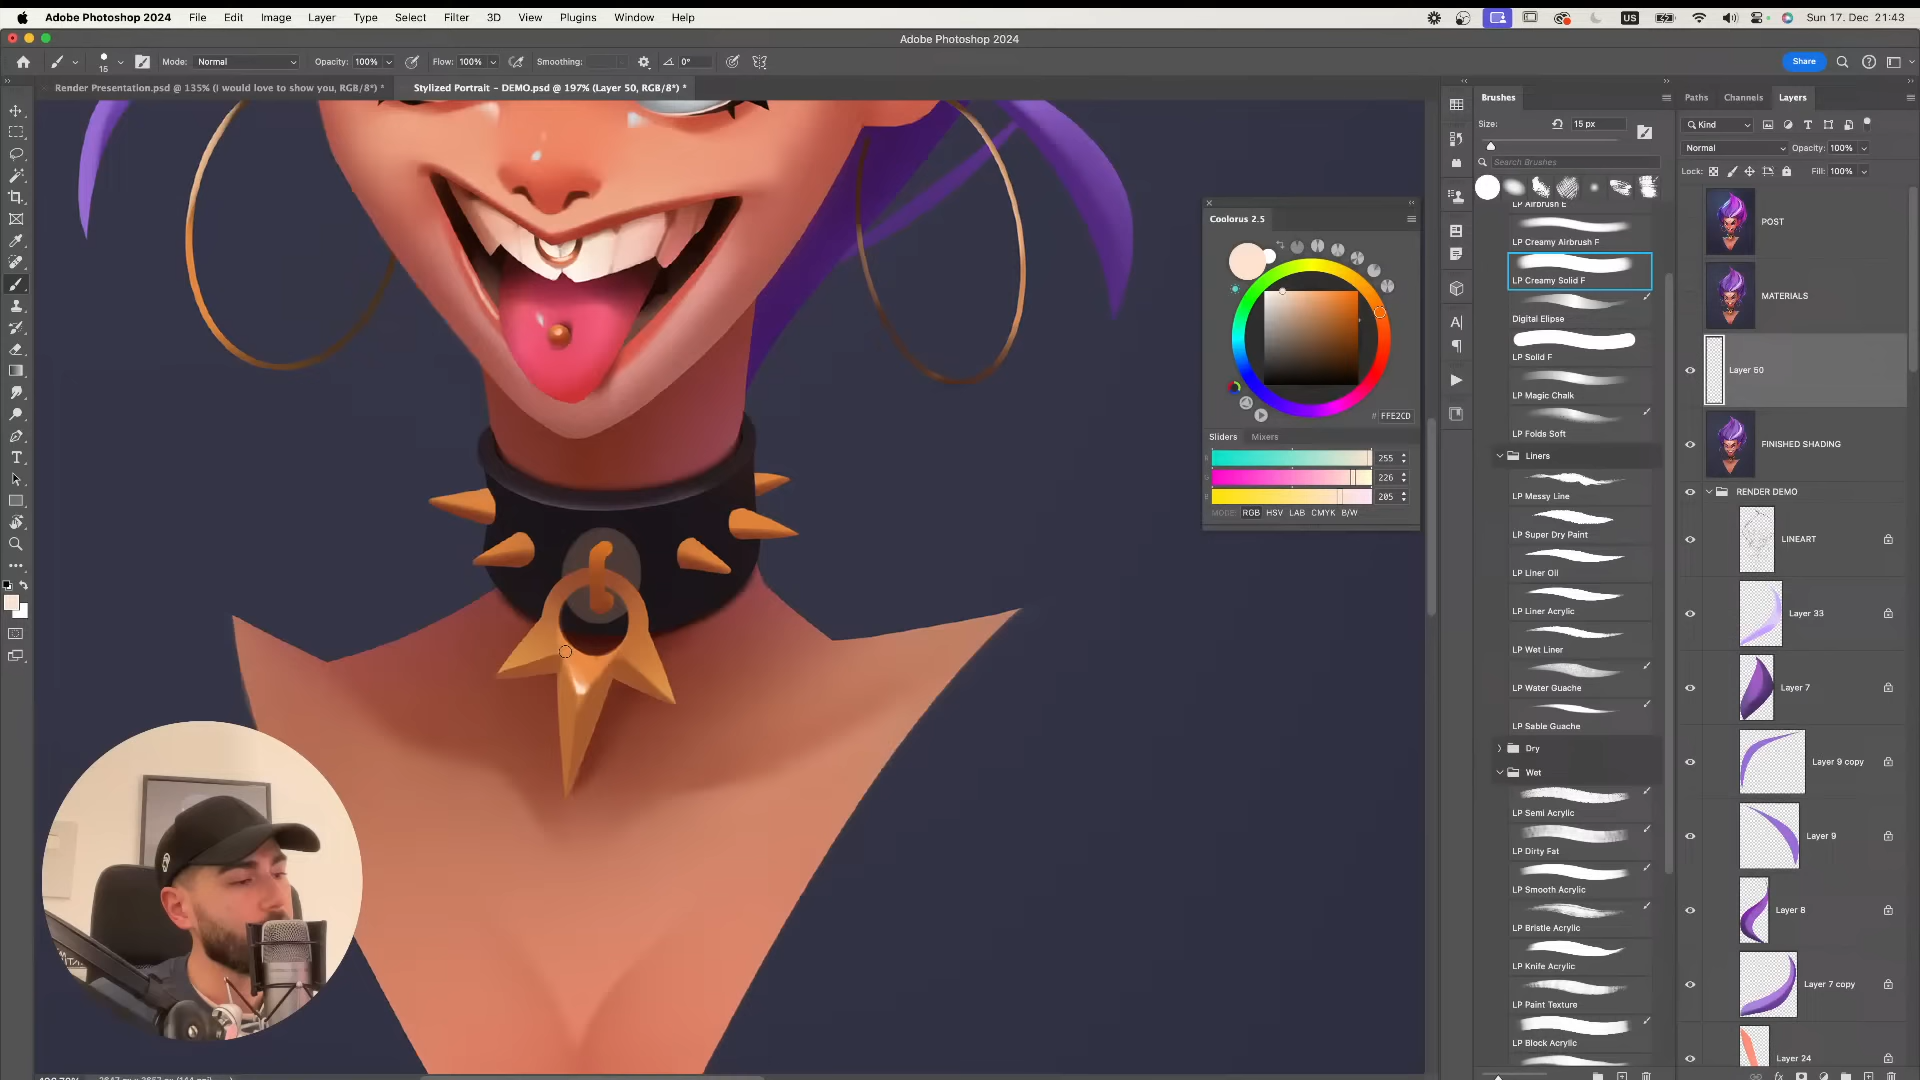 Adobe Photoshop 2024 File Edit Image Layer Type Select Filter 3D View Plugins Window Help US Sun 17. Dec 21:43
Adobe Photoshop 2024
15 Mode: Normal Opacity: 100% Flow: 100% Smoothing: 0° Share
Render Presentation.psd @ 135% (I would love to show you, RGB/8*) *
Stylized Portrait - DEMO.psd @ 197% (Layer 50, RGB/8*) *
Coolorus 2.5
# FFE2CD
Sliders Mixers
255
226
205
MODE: RGB HSV LAB CMYK B/W
Brushes
Size: 15 px
Search Brushes
LP Airbrush E
LP Creamy Airbrush F
LP Creamy Solid F
Digital Elipse
LP Solid F
LP Magic Chalk
LP Folds Soft
Liners
LP Messy Line
LP Super Dry Paint
LP Liner Oil
LP Liner Acrylic
LP Wet Liner
LP Water Guache
LP Sable Guache
Dry
Wet
LP Semi Acrylic
LP Dirty Fat
LP Smooth Acrylic
LP Bristle Acrylic
LP Knife Acrylic
LP Paint Texture
LP Block Acrylic
Paths Channels Layers
Kind
Normal Opacity: 100%
Lock: Fill: 100%
POST
MATERIALS
Layer 50
FINISHED SHADING
RENDER DEMO
LINEART
Layer 33
Layer 7
Layer 9 copy
Layer 9
Layer 8
Layer 7 copy
Layer 24